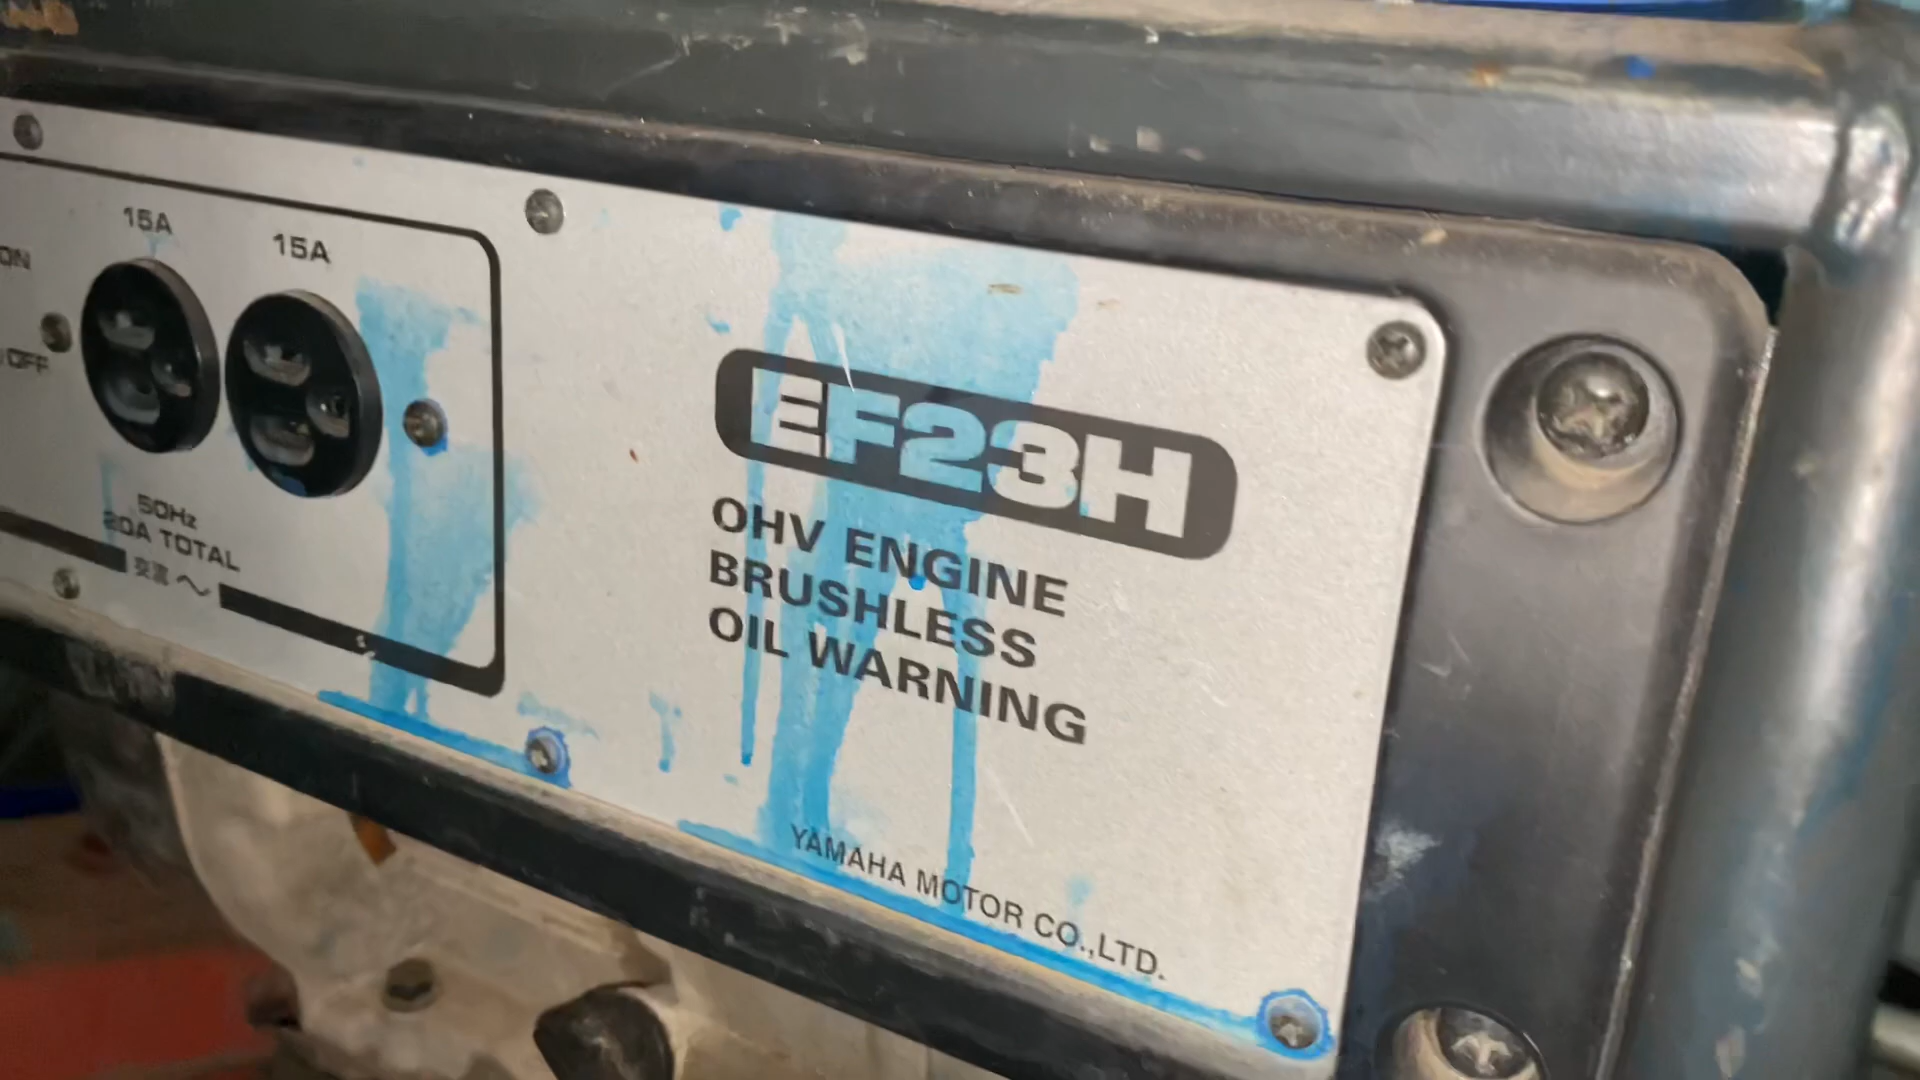 15A
15A
ON
OFF
50Hz
20A TOTAL
交流 ～
EF23H
OHV ENGINE
BRUSHLESS
OIL WARNING
YAMAHA MOTOR CO.,LTD.